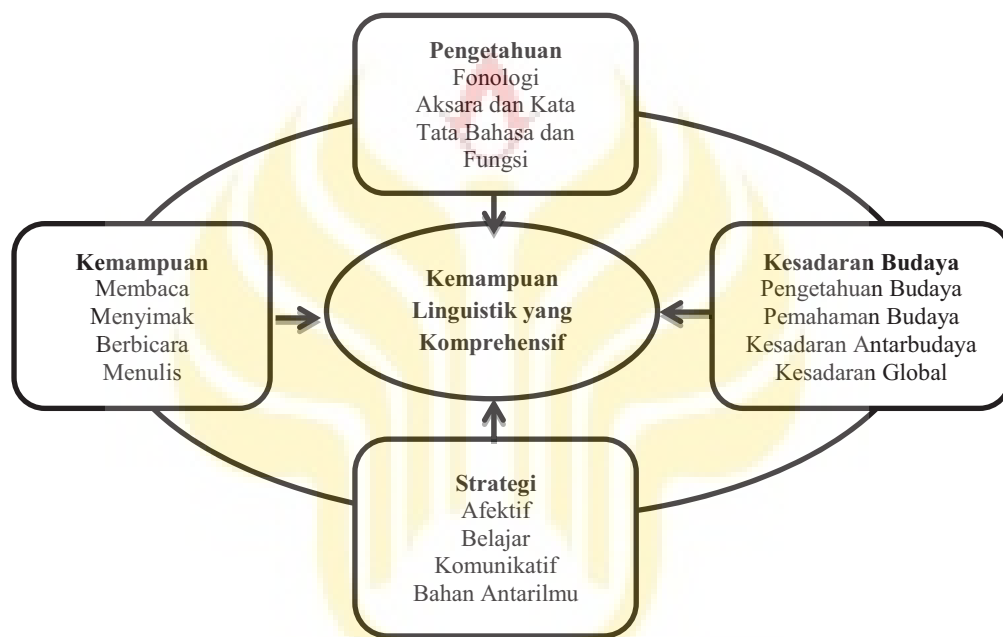 Pengetahuan
Fonologi
Aksara dan Kata
Tata Bahasa dan
Fungsi
Kemampuan
Membaca
Menyimak
Berbicara
Menulis
Kemampuan
Linguistik yang
Komprehensif
Kesadaran Budaya
Pengetahuan Budaya
Pemahaman Budaya
Kesadaran Antarbudaya
Kesadaran Global
Strategi
Afektif
Belajar
Komunikatif
Bahan Antarilmu